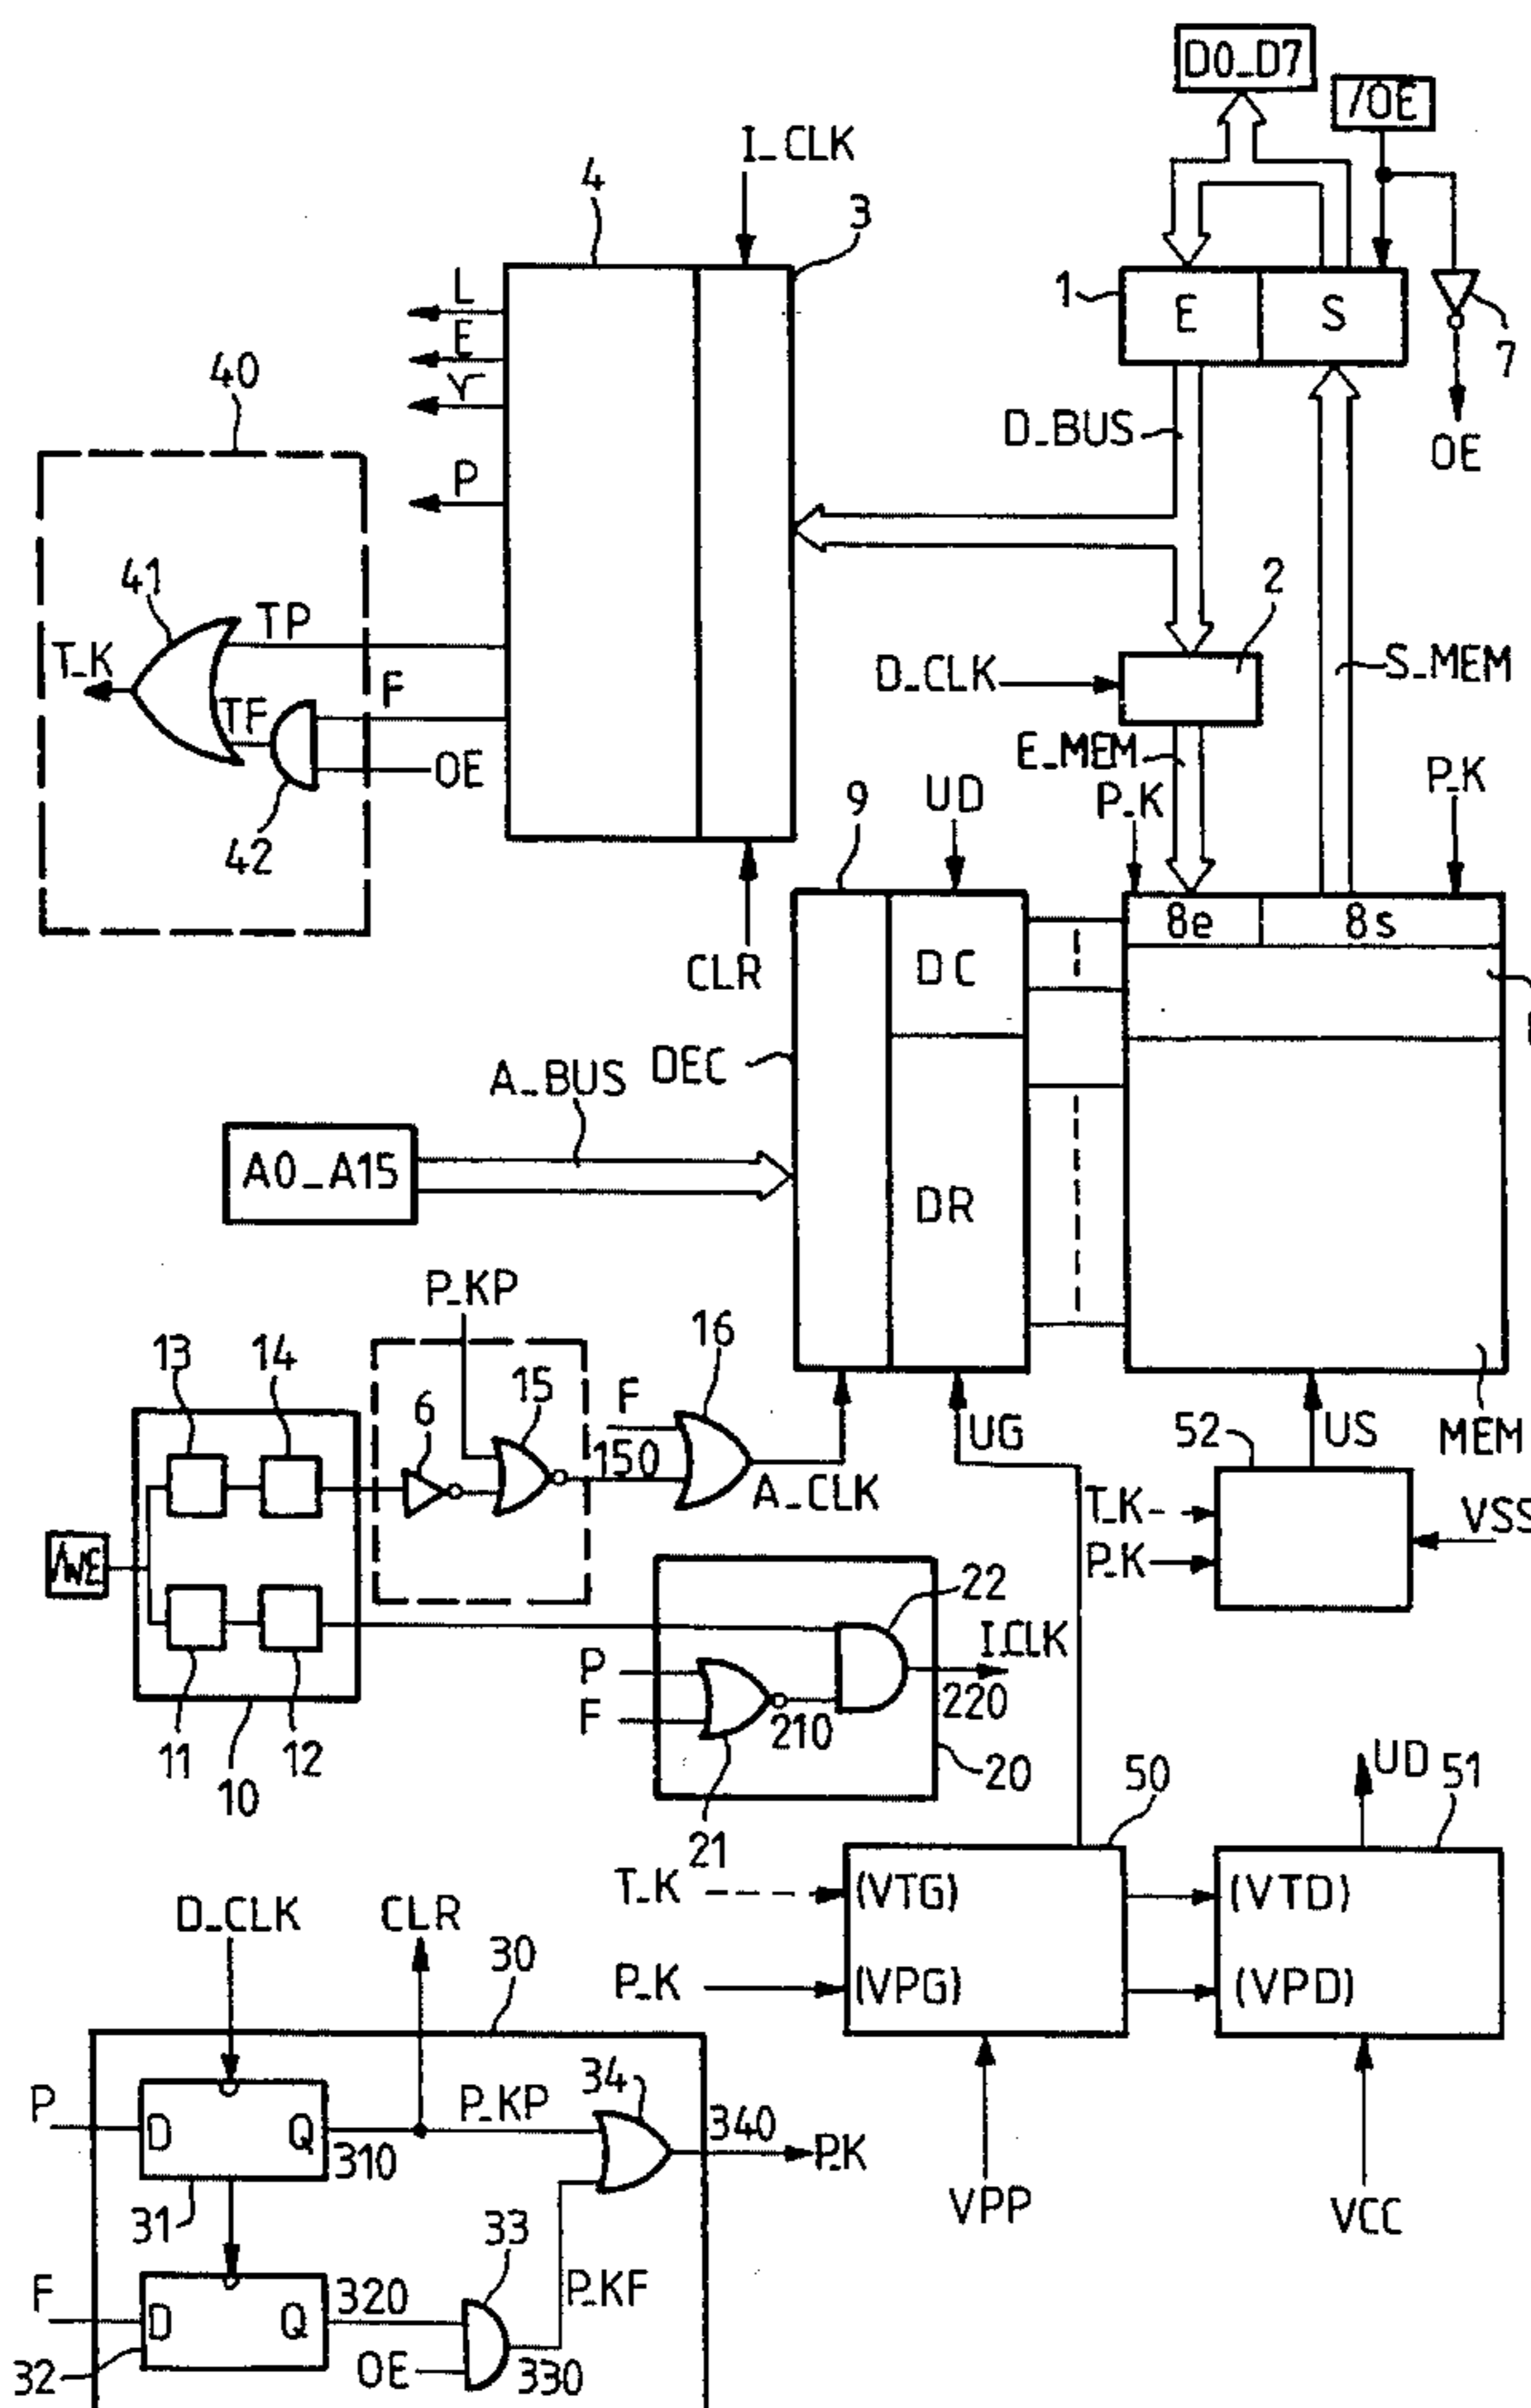 D0_D7
/OE
I_CLK
4
3
L
E
Y
1
E
S
7
40
P
D_BUS
OE
41
TP
T_K
F
TF
OE
42
2
D_CLK
S_MEM
E_MEM
P_K
P_K
9
UD
8e
8s
CLR
DC
DEC
A_BUS
A0_A15
DR
P_KP
16
13
14
6
15
F
150
A_CLK
UG
52
US
MEM
T_K
P_K
VSS
/WE
22
I_CLK
P
F
210
220
11
12
10
21
20
50
UD
51
T_K
(VTG)
(VTD)
P_K
(VPG)
(VPD)
D_CLK
CLR
30
P
D
Q
310
P_KP
34
340
P_K
VPP
VCC
31
33
F
D
Q
320
P_KF
32
OE
330